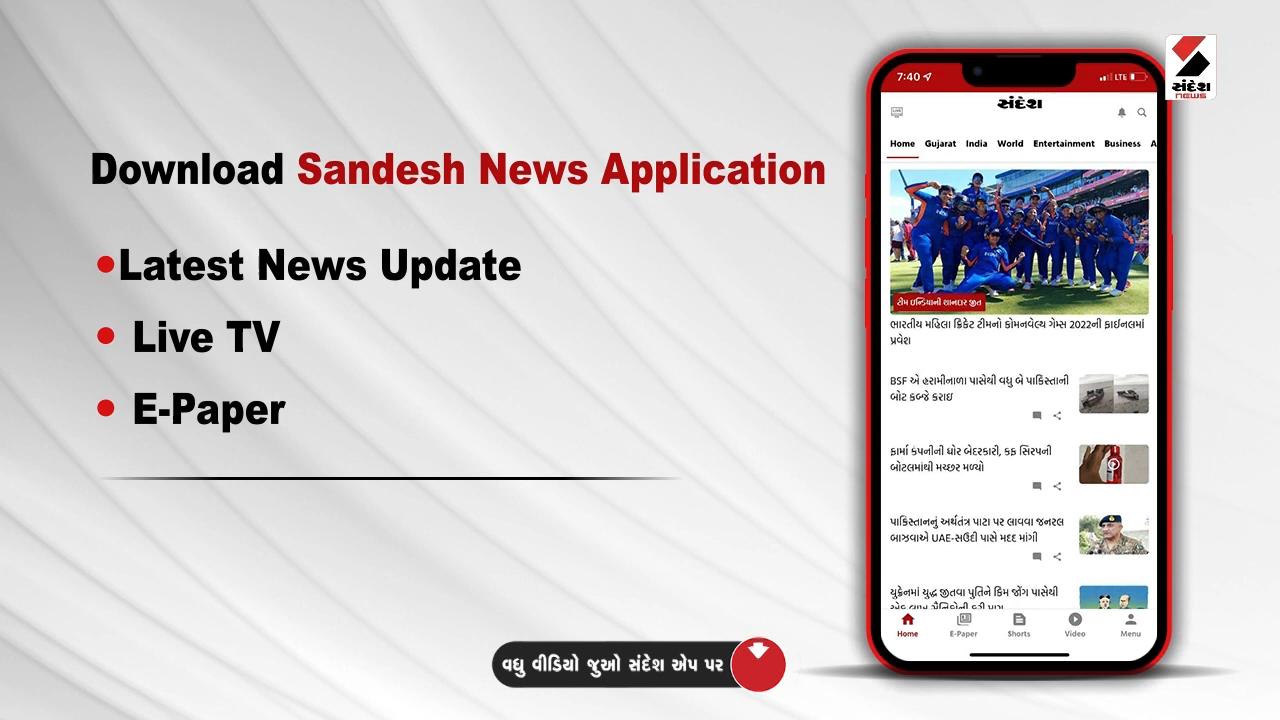 Download Sandesh News Application
•Latest News Update
• Live TV
• E-Paper
વધુ વીડિયો જુઓ સંદેશ એપ પર
સંદેશ
news
7:40
LTE
સંદેશ
LIVE
Home Gujarat India World Entertainment Business A
ટીમ ઇન્ડિયાની શાનદાર જીત
ભારતીય મહિલા ક્રિકેટ ટીમનો કોમનવેલ્થ ગેમ્સ 2022ની ફાઈનલમાં
પ્રવેશ
BSF એ હરામીનાળા પાસેથી વધુ બે પાકિસ્તાની
બોટ કબ્જે કરાઇ
ફાર્મા કંપનીની ઘોર બેદરકારી, કફ સિરપની
બોટલમાંથી મચ્છર મળ્યો
પાકિસ્તાનનું અર્થતંત્ર પાટા પર લાવવા જનરલ
બાઝવાએ UAE-સઉદી પાસે મદદ માંગી
યુક્રેનમાં યુદ્ધ જીતવા પુતિને કિમ જોંગ પાસેથી
Home E-Paper Shorts Video Menu